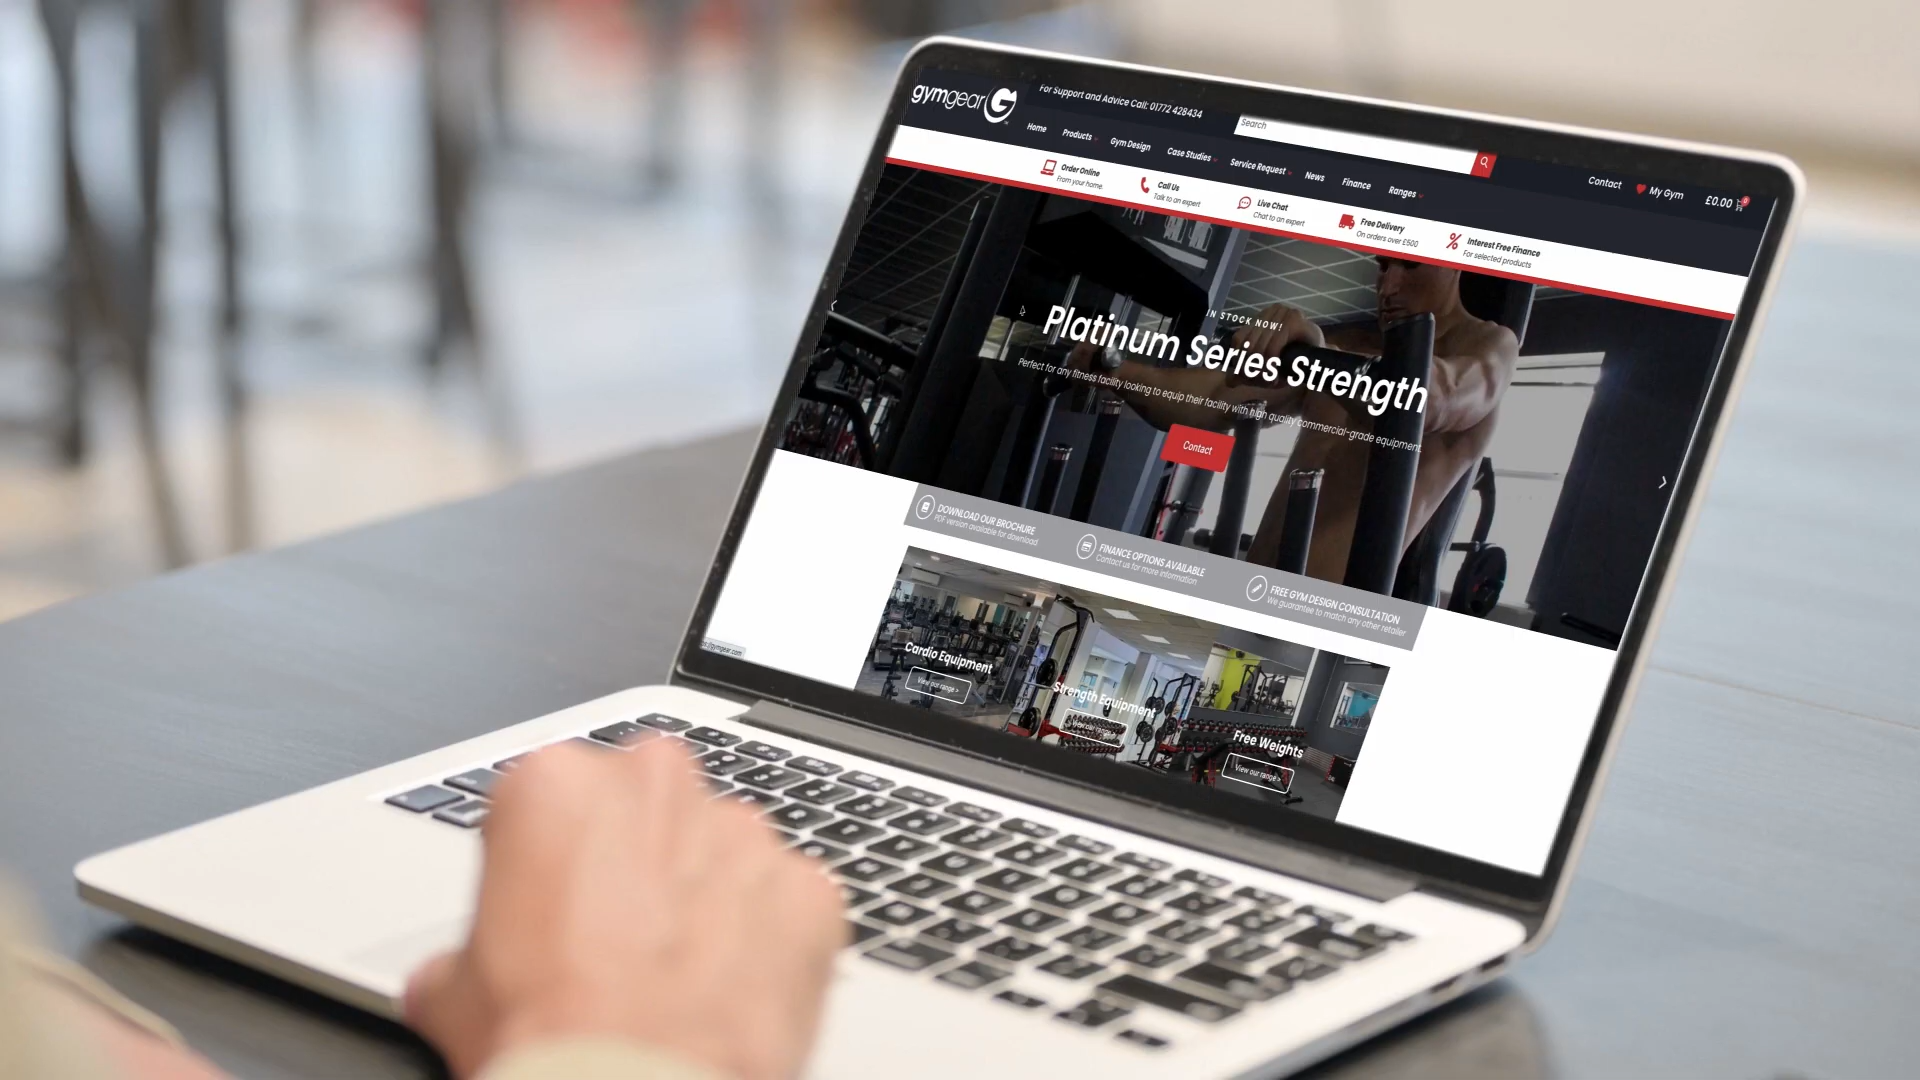 gymgear
For Support and Advice Call: 01772 428434
Search
Contact
My Gym
£0.00
0
Home
Products
Gym Design
Case Studies
Service Request
News
Finance
Ranges
Order Online
From your home
Call Us
Talk to an expert
Live Chat
Chat to an expert
Free Delivery
On orders over £500
Interest Free Finance
For selected products
IN STOCK NOW!
Platinum Series Strength
Perfect for any fitness facility looking to equip their facility with high quality commercial-grade equipment.
Contact
DOWNLOAD OUR BROCHURE
PDF version available for download
FINANCE OPTIONS AVAILABLE
Contact us for more information
FREE GYM DESIGN CONSULTATION
We guarantee to match any other retailer
Cardio Equipment
View our range >
Strength Equipment
View our range >
Free Weights
View our range >
gymgear.com